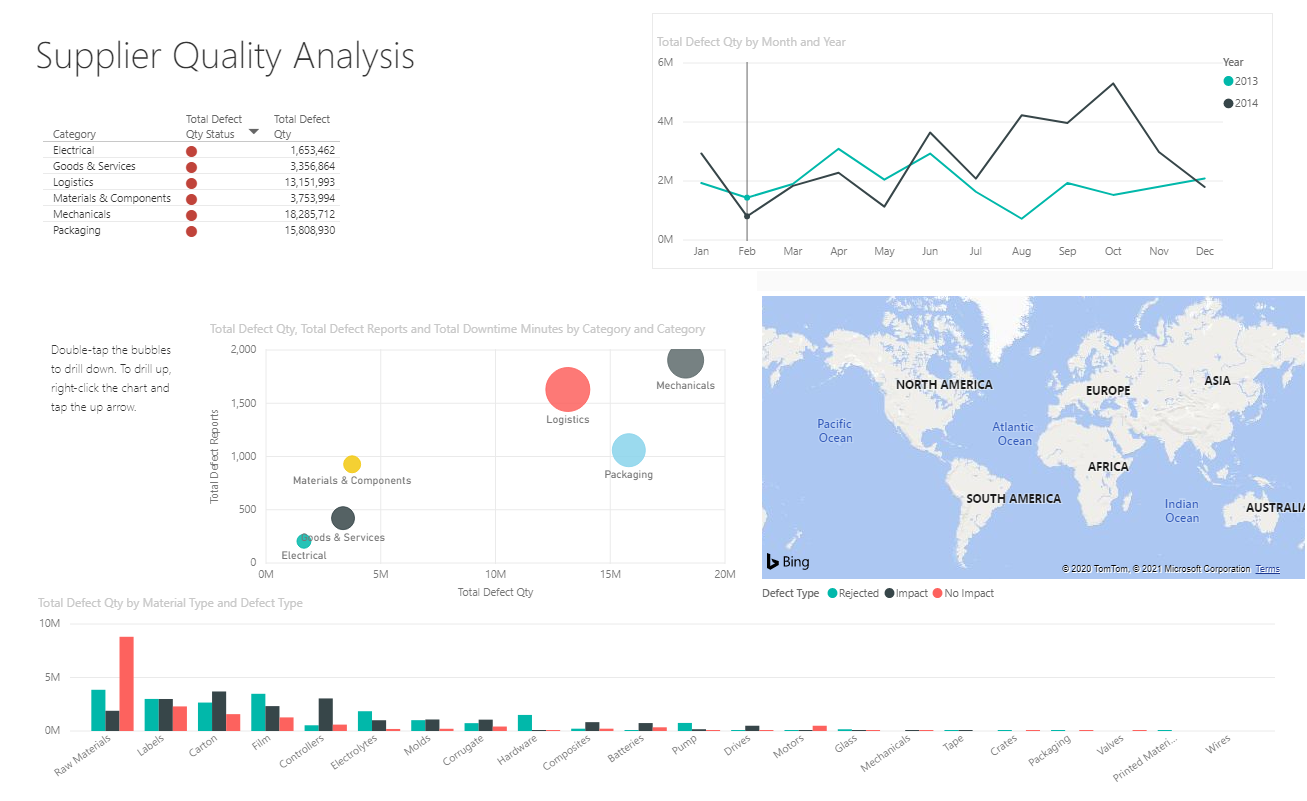 Supplier Quality Analysis
Category Total Defect Qty Status Total Defect Qty
Electrical 1,653,462
Goods & Services 3,356,864
Logistics 13,151,993
Materials & Components 3,753,994
Mechanicals 18,285,712
Packaging 15,808,930
Total Defect Qty by Month and Year
6M
4M
2M
0M
Jan Feb Mar Apr May Jun Jul Aug Sep Oct Nov Dec
Year
2013
2014
Double-tap the bubbles
to drill down. To drill up,
right-click the chart and
tap the up arrow.
Total Defect Qty, Total Defect Reports and Total Downtime Minutes by Category and Category
Total Defect Reports
2,000
1,500
1,000
500
0
Mechanicals
Logistics
Packaging
Materials & Components
Goods & Services
Electrical
0M 5M 10M 15M 20M
Total Defect Qty
NORTH AMERICA
EUROPE
ASIA
Pacific
Ocean
Atlantic
Ocean
AFRICA
SOUTH AMERICA
Indian
Ocean
AUSTRALIA
Bing
© 2020 TomTom, © 2021 Microsoft Corporation Terms
Defect Type Rejected Impact No Impact
Total Defect Qty by Material Type and Defect Type
10M
5M
0M
Raw Materials Labels Carton Film Controllers Electrolytes Molds Corrugate Hardware Composites Batteries Pump Drives Motors Glass Mechanicals Tape Crates Packaging Valves Printed Materi... Wires